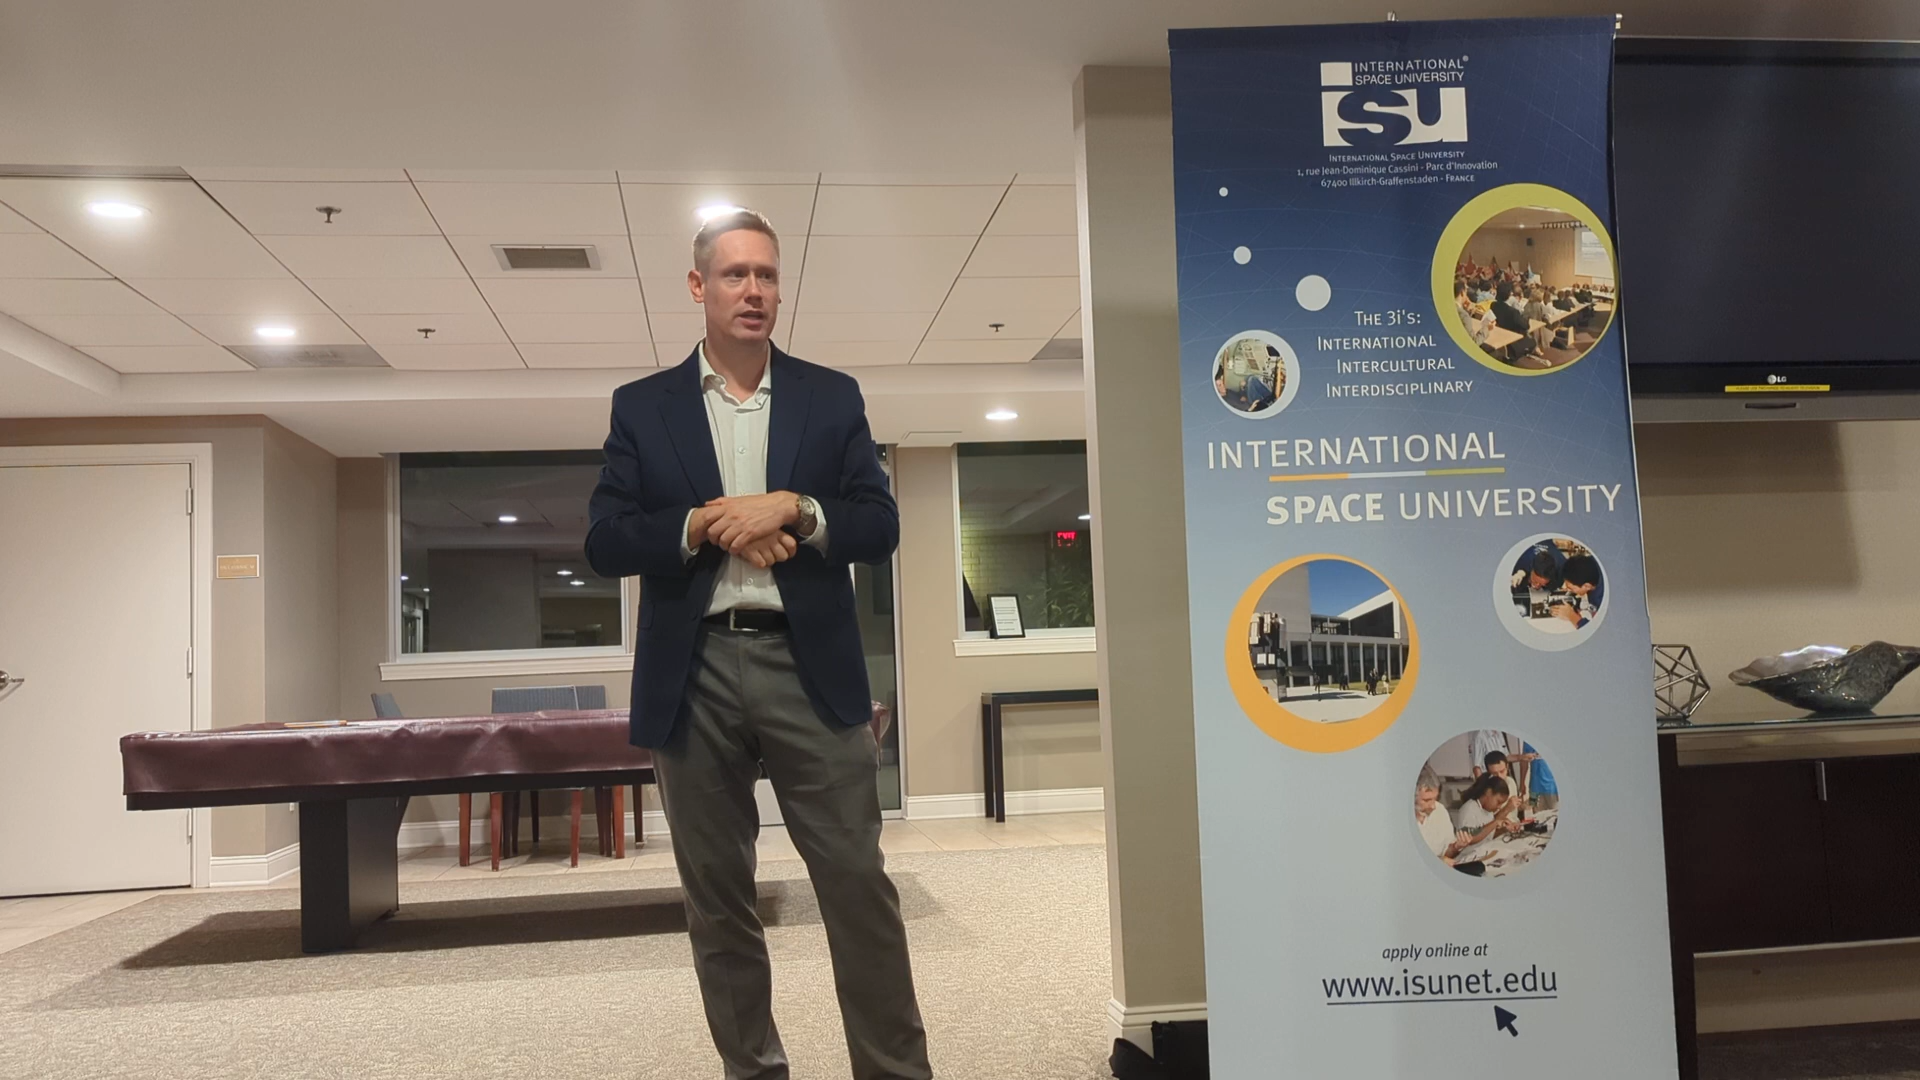 INTERNATIONAL®
SPACE UNIVERSITY
isu
INTERNATIONAL SPACE UNIVERSITY
1, rue Jean-Dominique Cassini - Parc d'Innovation
67400 Illkirch-Graffenstaden - FRANCE
THE 3i's:
INTERNATIONAL
INTERCULTURAL
INTERDISCIPLINARY
INTERNATIONAL
SPACE UNIVERSITY
apply online at
www.isunet.edu
LG